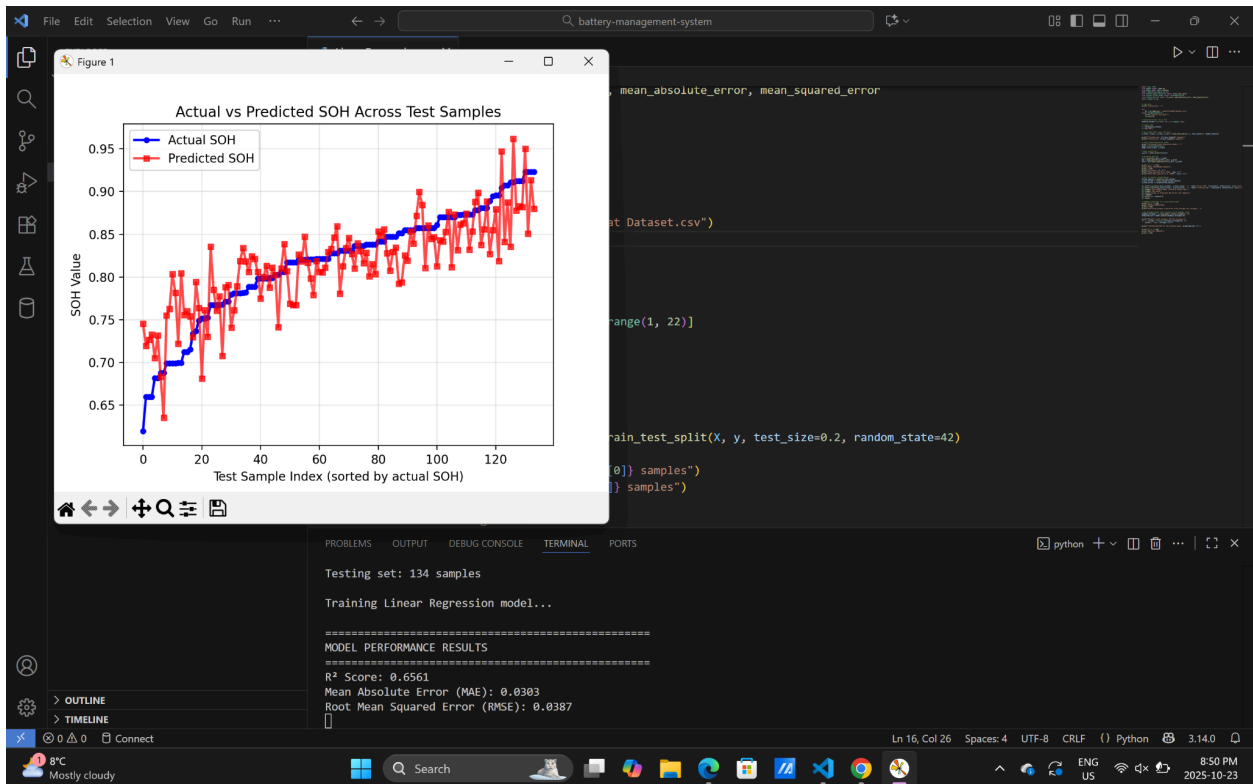 File Edit Selection View Go Run ···
battery-management-system
Figure 1
, mean_absolute_error, mean_squared_error
Actual vs Predicted SOH Across Test Samples
Actual SOH
Predicted SOH
0.95
0.90
0.85
0.80
0.75
0.70
0.65
SOH Value
0 20 40 60 80 100 120
Test Sample Index (sorted by actual SOH)
at Dataset.csv")
range(1, 22)]
rain_test_split(X, y, test_size=0.2, random_state=42)
[0]} samples")
]} samples")
PROBLEMS OUTPUT DEBUG CONSOLE TERMINAL PORTS
python
Testing set: 134 samples
Training Linear Regression model...
==================================================
MODEL PERFORMANCE RESULTS
==================================================
R² Score: 0.6561
Mean Absolute Error (MAE): 0.0303
Root Mean Squared Error (RMSE): 0.0387
> OUTLINE
> TIMELINE
0 0 Connect
Ln 16, Col 26 Spaces: 4 UTF-8 CRLF {} Python 3.14.0
1
8°C
Mostly cloudy
Search
ENG
US
8:50 PM
2025-10-23